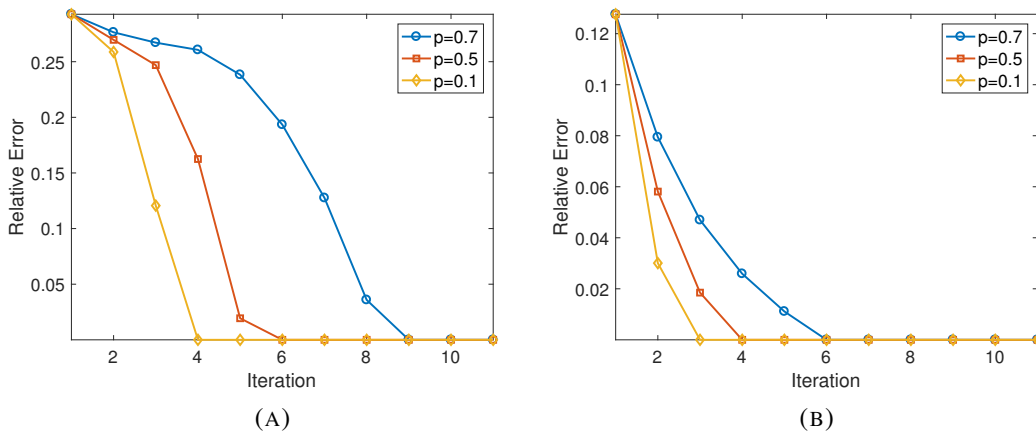 0.25
0.2
0.15
0.1
0.05
2
4
6
8
10
Relative Error
Iteration
p=0.7
p=0.5
p=0.1
(A)
0.12
0.1
0.08
0.06
0.04
0.02
2
4
6
8
10
Relative Error
Iteration
p=0.7
p=0.5
p=0.1
(B)